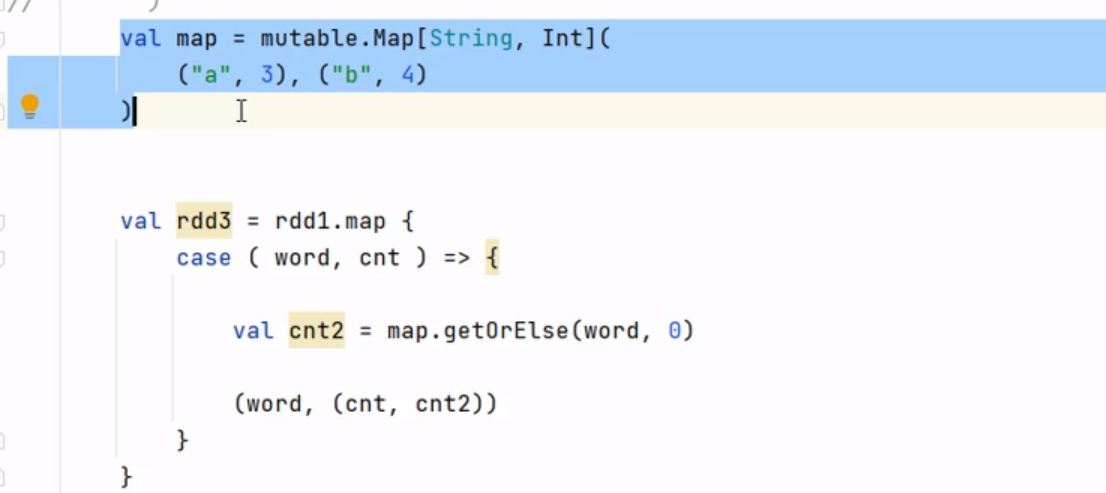 // )
val map = mutable.Map[String, Int](
("a", 3), ("b", 4)
)
val rdd3 = rdd1.map {
case ( word, cnt ) => {
val cnt2 = map.getOrElse(word, 0)
(word, (cnt, cnt2))
}
}